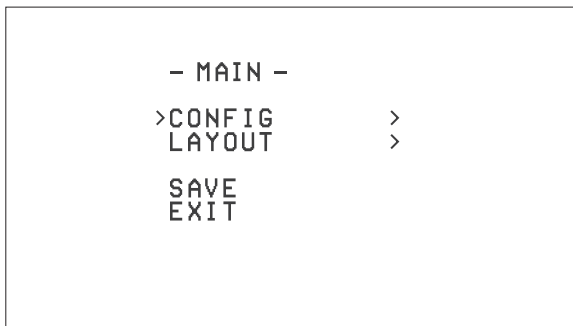 - MAIN -
>CONFIG >
LAYOUT >
SAVE
EXIT